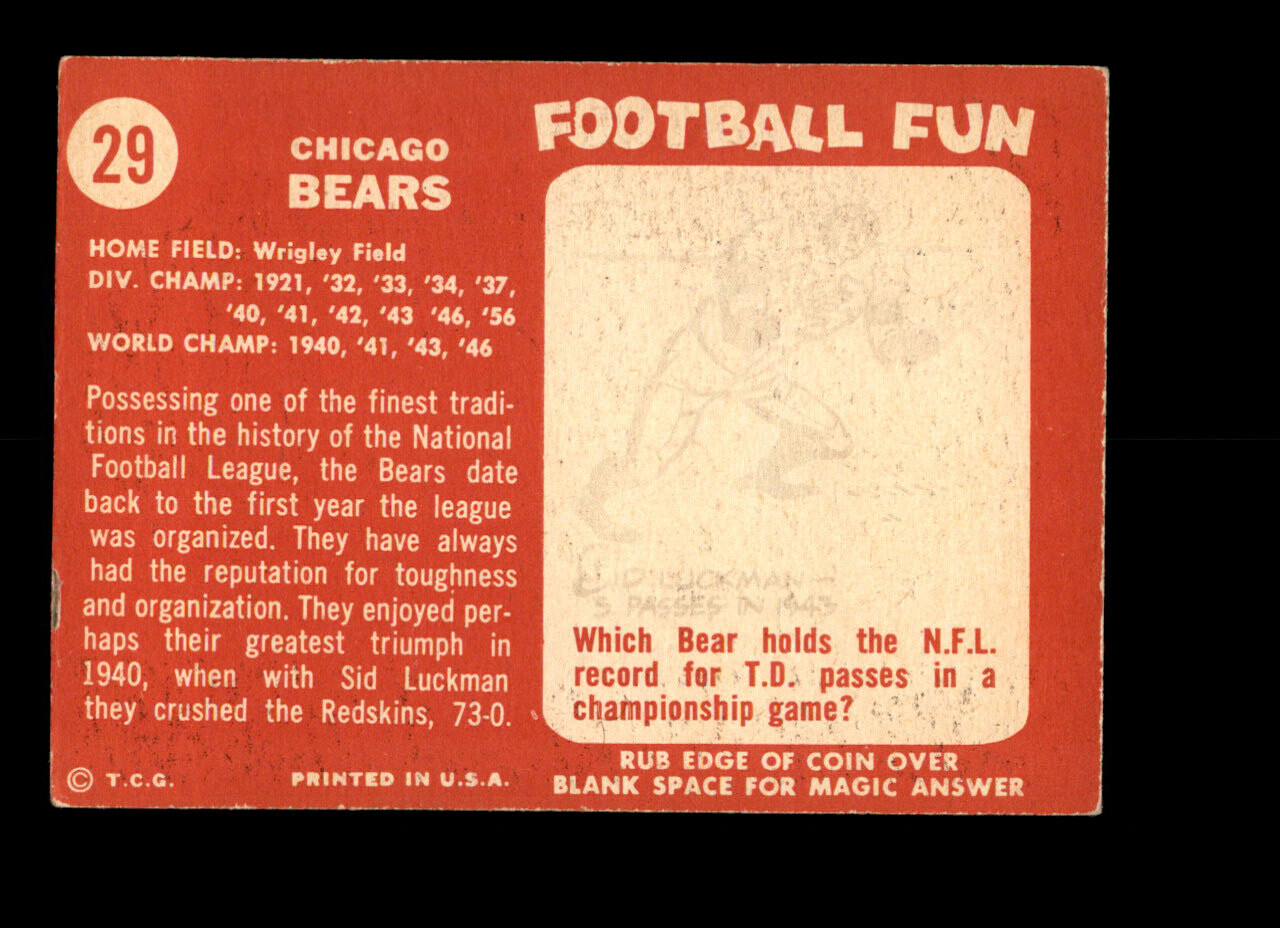 29
CHICAGO
BEARS
HOME FIELD: Wrigley Field
DIV. CHAMP: 1921, '32, '33, '34, '37,
'40, '41, '42, '43 '46, '56
WORLD CHAMP: 1940, '41, '43, '46
Possessing one of the finest tradi-
tions in the history of the National
Football League, the Bears date
back to the first year the league
was organized. They have always
had the reputation for toughness
and organization. They enjoyed per-
haps their greatest triumph in
1940, when with Sid Luckman
they crushed the Redskins, 73-0.
© T.C.G.
PRINTED IN U.S.A.
FOOTBALL FUN
SID LUCKMAN—
5 PASSES IN 1943
Which Bear holds the N.F.L.
record for T.D. passes in a
championship game?
RUB EDGE OF COIN OVER
BLANK SPACE FOR MAGIC ANSWER